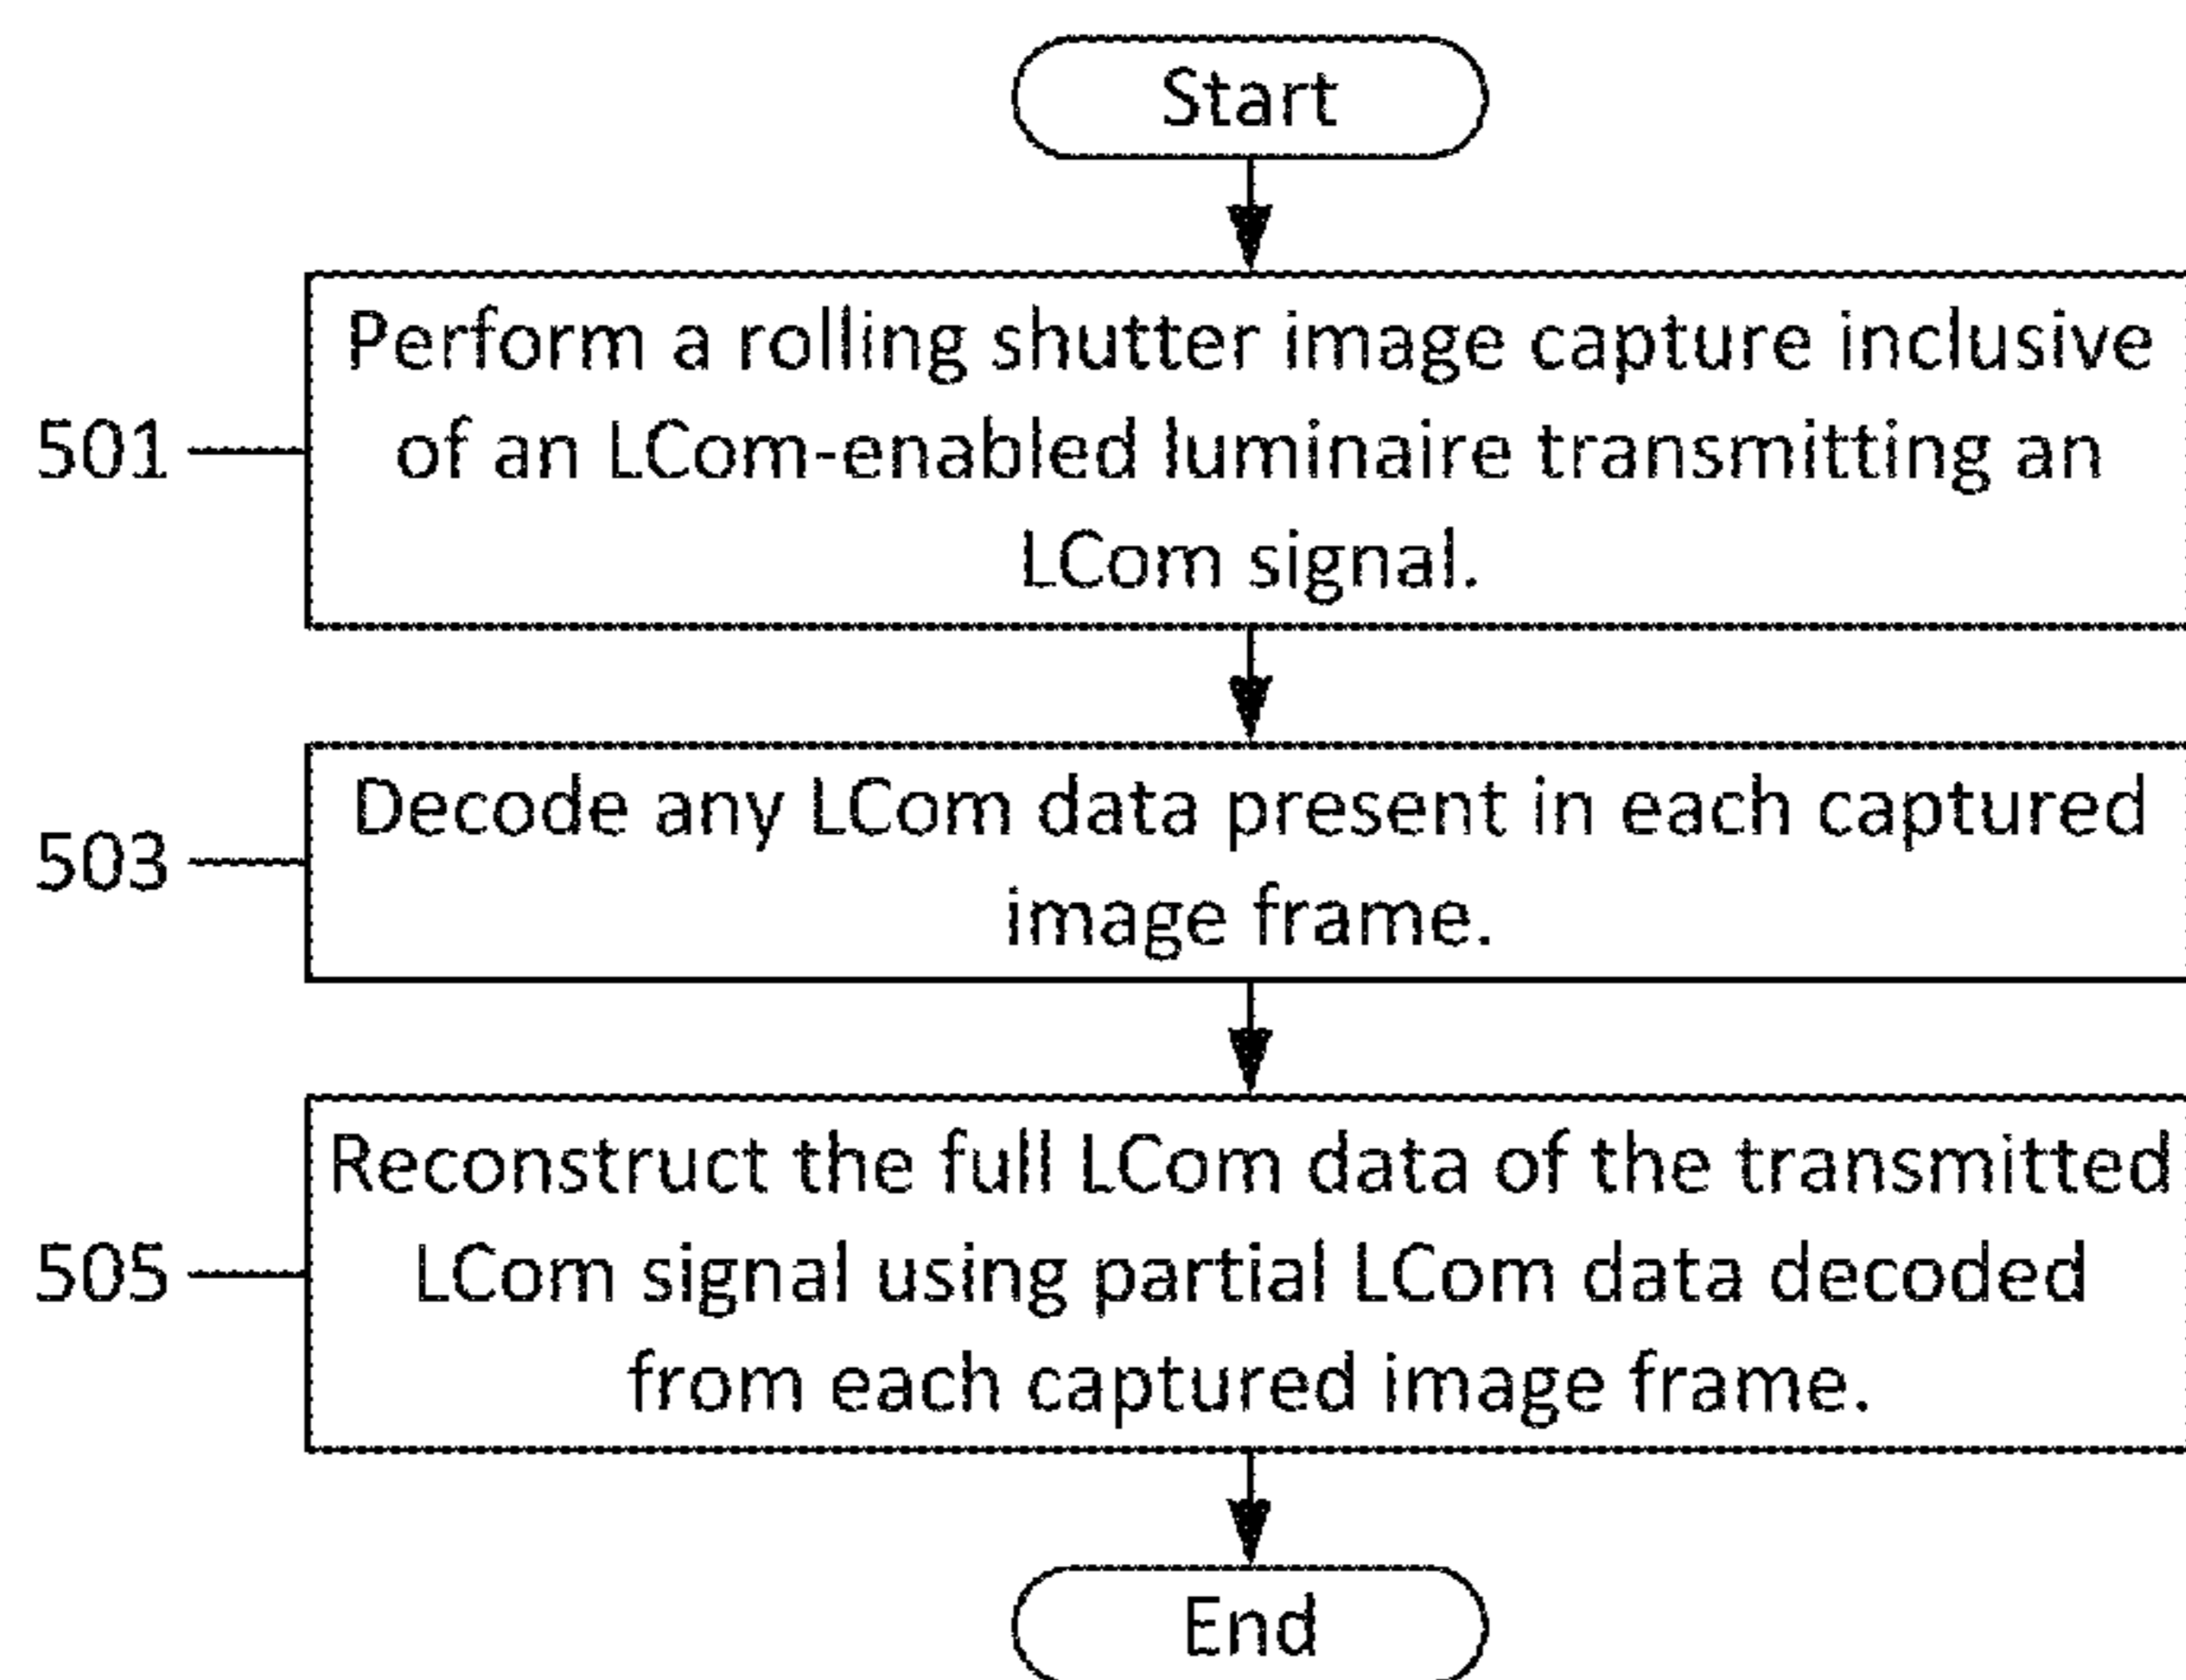 Start
501
Perform a rolling shutter image capture inclusive
of an LCom-enabled luminaire transmitting an
LCom signal.
503
Decode any LCom data present in each captured
image frame.
505
Reconstruct the full LCom data of the transmitted
LCom signal using partial LCom data decoded
from each captured image frame.
End